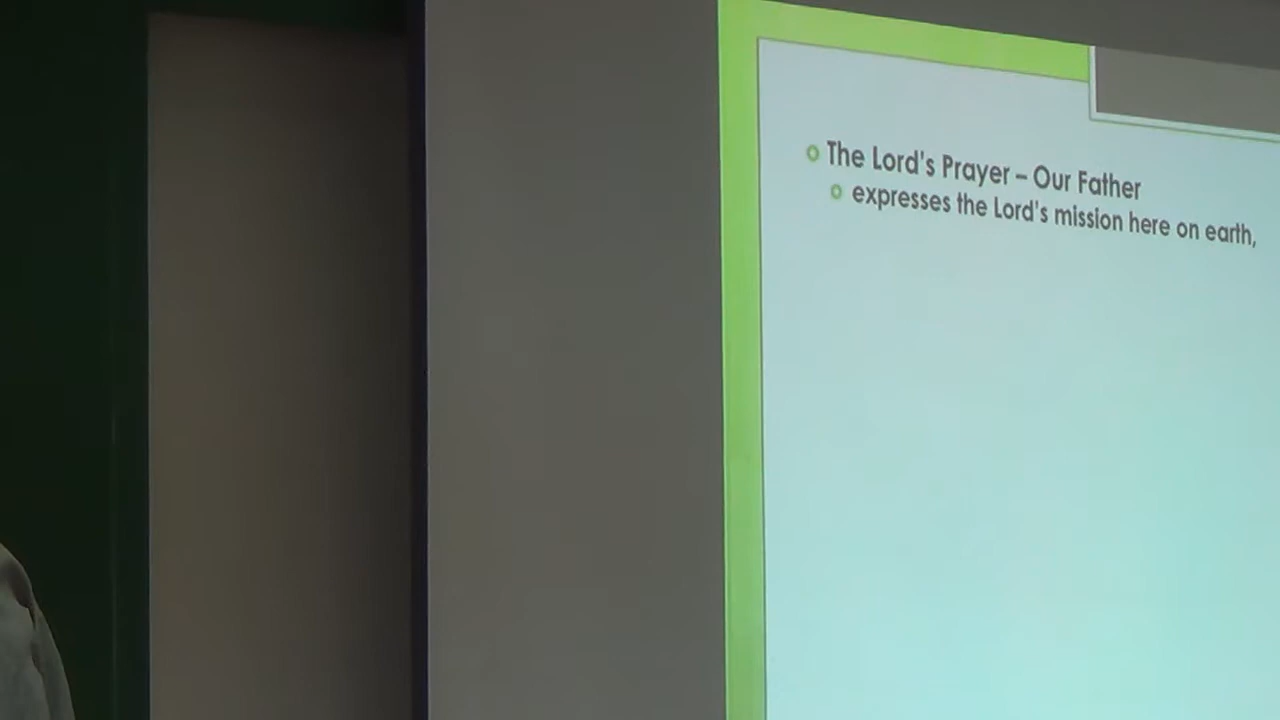 The Lord's Prayer – Our Father
expresses the Lord's mission here on earth,